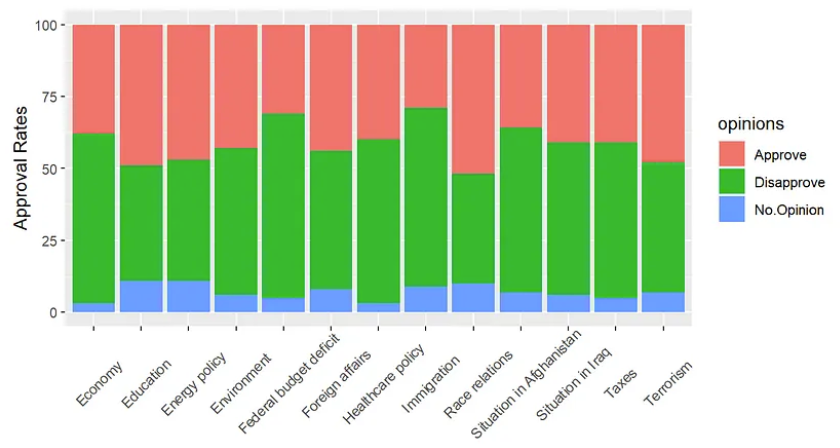 100
75
50
25
0
Approval Rates
Economy
Education
Energy policy
Environment
Federal budget deficit
Foreign affairs
Healthcare policy
Immigration
Race relations
Situation in Afghanistan
Situation in Iraq
Taxes
Terrorism
opinions
Approve
Disapprove
No.Opinion